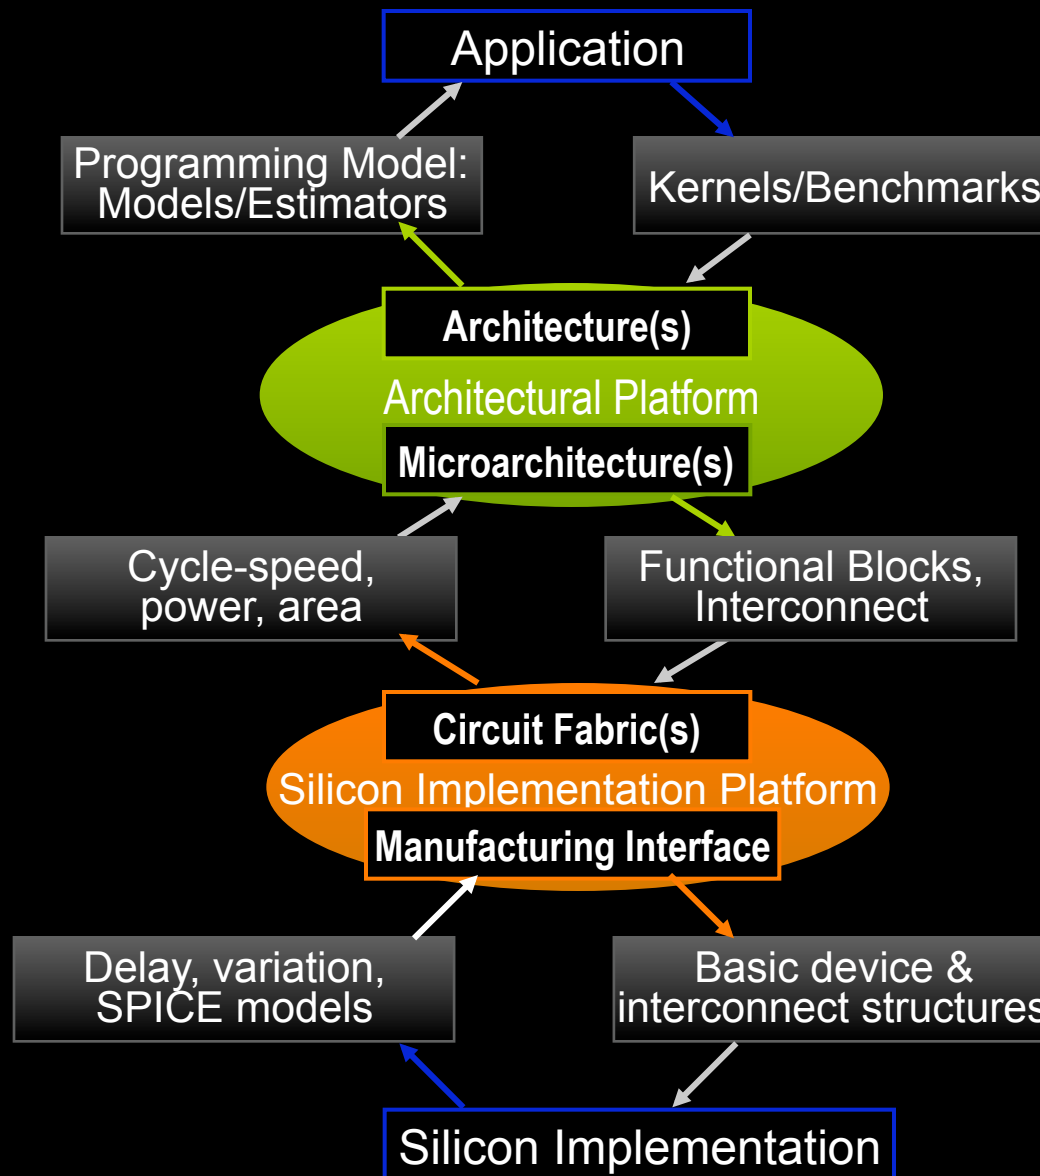 Application
Programming Model:
Models/Estimators
Kernels/Benchmarks
Architecture(s)
Architectural Platform
Microarchitecture(s)
Cycle-speed,
power, area
Functional Blocks,
Interconnect
Circuit Fabric(s)
Silicon Implementation Platform
Manufacturing Interface
Delay, variation,
SPICE models
Basic device &
interconnect structures
Silicon Implementation